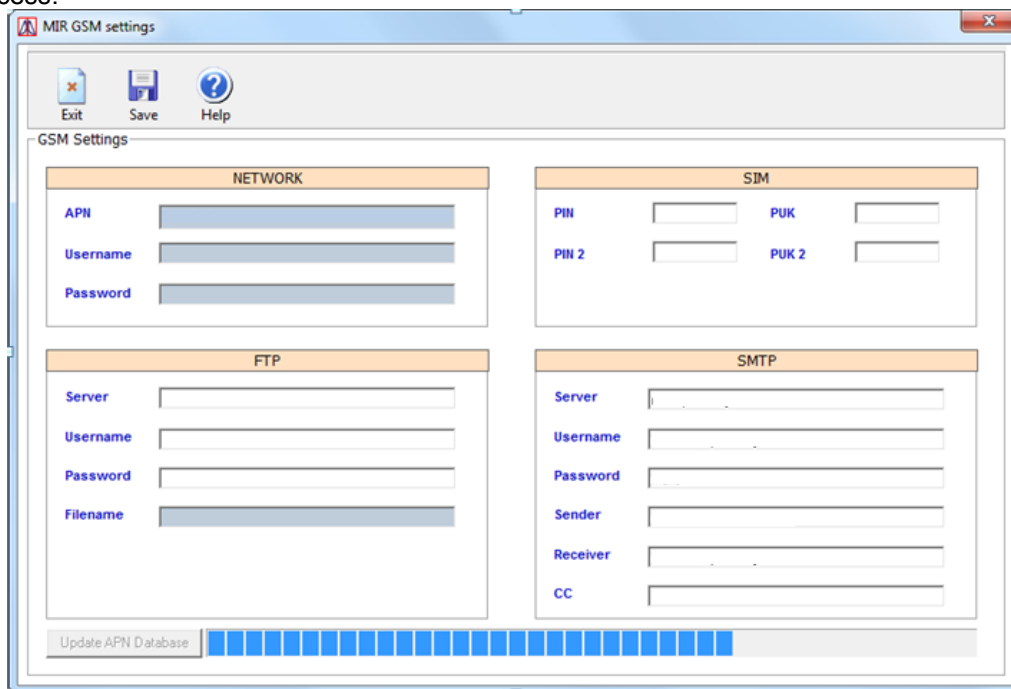 MIR GSM settings
Exit Save Help
GSM Settings
NETWORK
APN
Username
Password
SIM
PIN PUK
PIN 2 PUK 2
FTP
Server
Username
Password
Filename
SMTP
Server
Username
Password
Sender
Receiver
CC
Update APN Database